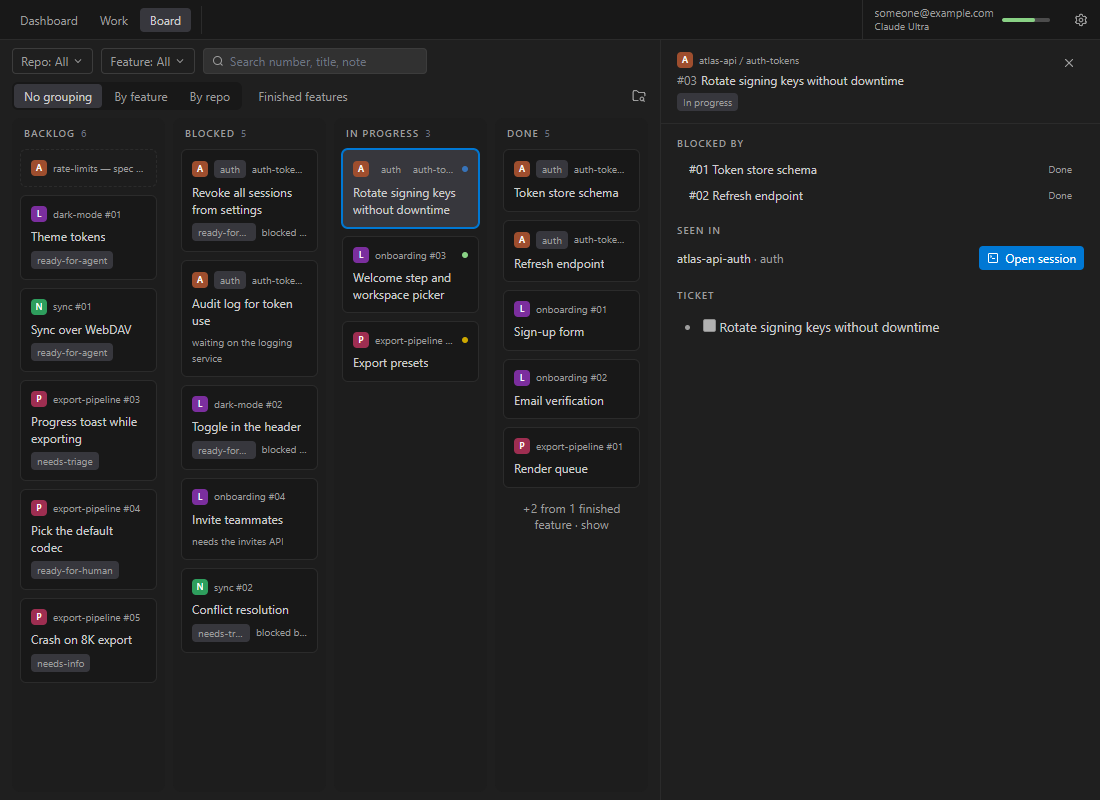 Dashboard Work Board
someone@example.com
Claude Ultra
Repo: All Feature: All Search number, title, note
No grouping By feature By repo Finished features
BACKLOG 6
A rate-limits — spec ...
L dark-mode #01
Theme tokens
ready-for-agent
N sync #01
Sync over WebDAV
ready-for-agent
P export-pipeline #03
Progress toast while
exporting
needs-triage
P export-pipeline #04
Pick the default
codec
ready-for-human
P export-pipeline #05
Crash on 8K export
needs-info
BLOCKED 5
A auth auth-toke...
Revoke all sessions
from settings
ready-for... blocked ...
A auth auth-toke...
Audit log for token
use
waiting on the logging
service
L dark-mode #02
Toggle in the header
ready-for... blocked ...
L onboarding #04
Invite teammates
needs the invites API
N sync #02
Conflict resolution
needs-tr... blocked b...
IN PROGRESS 3
A auth auth-to...
Rotate signing keys
without downtime
L onboarding #03
Welcome step and
workspace picker
P export-pipeline ...
Export presets
DONE 5
A auth auth-toke...
Token store schema
A auth auth-toke...
Refresh endpoint
L onboarding #01
Sign-up form
L onboarding #02
Email verification
P export-pipeline #01
Render queue
+2 from 1 finished
feature · show
A atlas-api / auth-tokens
#03 Rotate signing keys without downtime
In progress
BLOCKED BY
#01 Token store schema Done
#02 Refresh endpoint Done
SEEN IN
atlas-api-auth · auth Open session
TICKET
Rotate signing keys without downtime